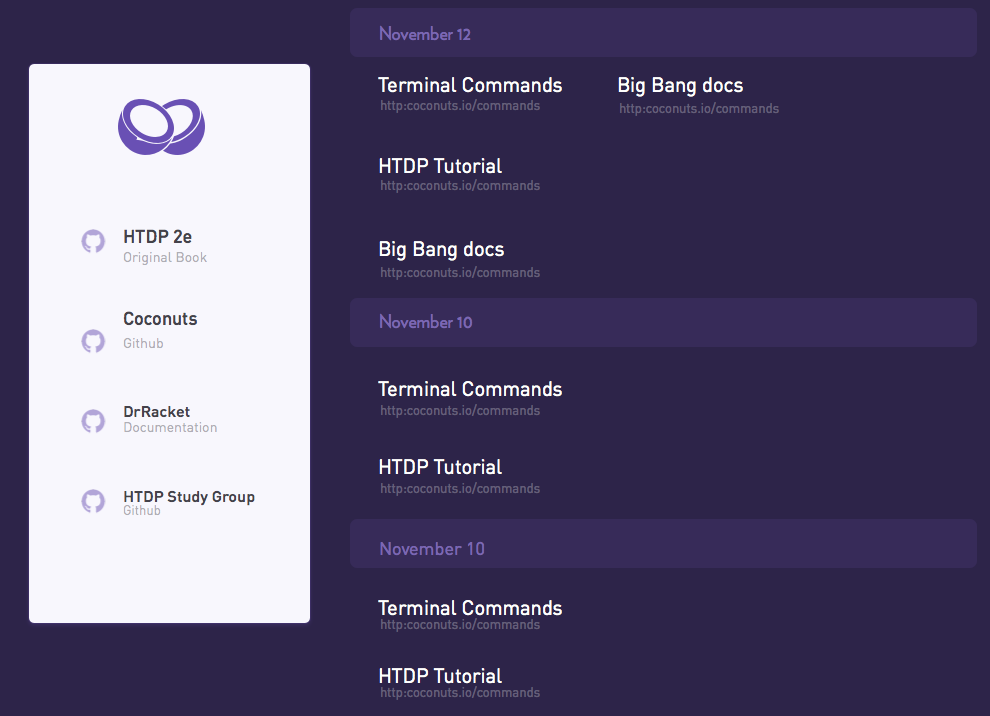 HTDP 2e
Original Book
Coconuts
Github
DrRacket
Documentation
HTDP Study Group
Github
November 12
Terminal Commands
http:coconuts.io/commands
Big Bang docs
http:coconuts.io/commands
HTDP Tutorial
http:coconuts.io/commands
Big Bang docs
http:coconuts.io/commands
November 10
Terminal Commands
http:coconuts.io/commands
HTDP Tutorial
http:coconuts.io/commands
November 10
Terminal Commands
http:coconuts.io/commands
HTDP Tutorial
http:coconuts.io/commands